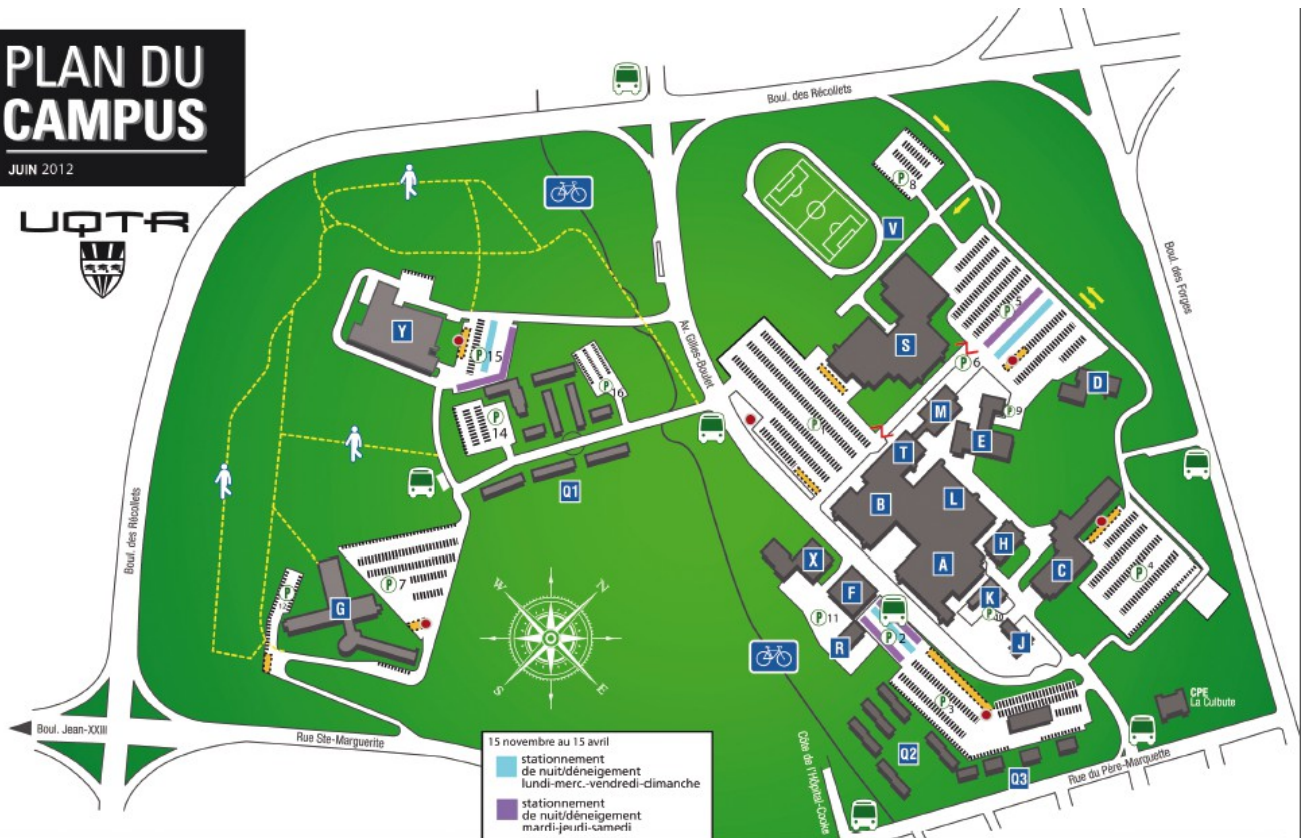 PLAN DU
CAMPUS
JUIN 2012
UQTR
Boul. des Récollets
V
P 8
Boul. des Forges
Y
P 15
P 16
Av. Gilles-Boulet
P 5
S
P 6
D
M
P 9
E
P 14
P
T
Q1
L
B
Boul. des Récollets
H
X
A
C
P 4
P 7
G
F
K
P 10
P 11
P 2
J
R
W
N
S
E
P 3
CPE
La Culbute
Boul. Jean-XXIII
Rue Ste-Marguerite
Q2
Q3
Rue du Père-Marquette
Côte de l'Hôpital-Cooke
15 novembre au 15 avril
stationnement
de nuit/déneigement
lundi-merc.-vendredi-dimanche
stationnement
de nuit/déneigement
mardi-jeudi-samedi